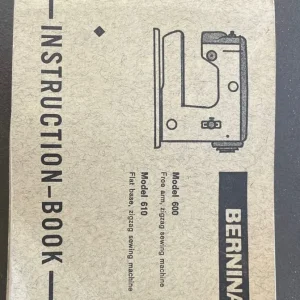 BERNINA
Model 600
Free arm, zigzag sewing machine
Model 610
Flat base, zigzag sewing machine
INSTRUCTION-BOOK